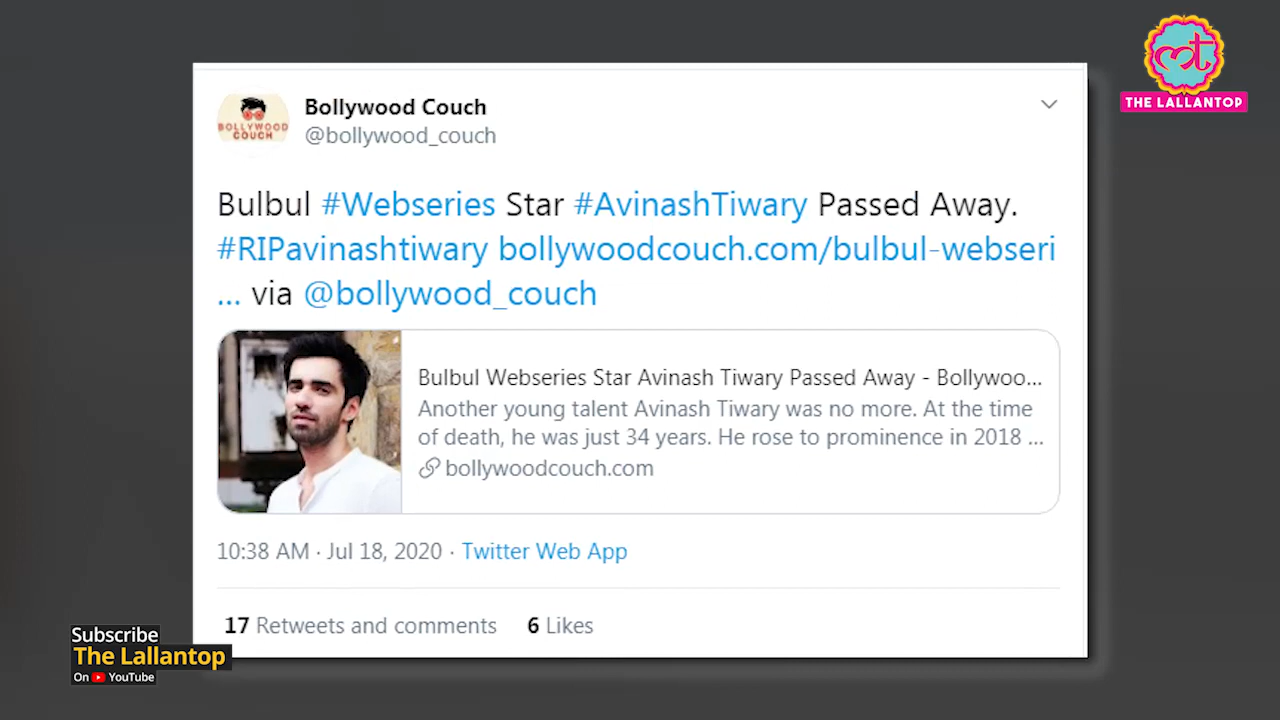 THE LALLANTOP
BOLLYWOOD
COUCH
Bollywood Couch
@bollywood_couch
Bulbul #Webseries Star #AvinashTiwary Passed Away.
#RIPavinashtiwary bollywoodcouch.com/bulbul-webseri
... via @bollywood_couch
Bulbul Webseries Star Avinash Tiwary Passed Away - Bollywoo...
Another young talent Avinash Tiwary was no more. At the time
of death, he was just 34 years. He rose to prominence in 2018 ...
bollywoodcouch.com
10:38 AM · Jul 18, 2020 · Twitter Web App
17 Retweets and comments 6 Likes
Subscribe
The Lallantop
On YouTube